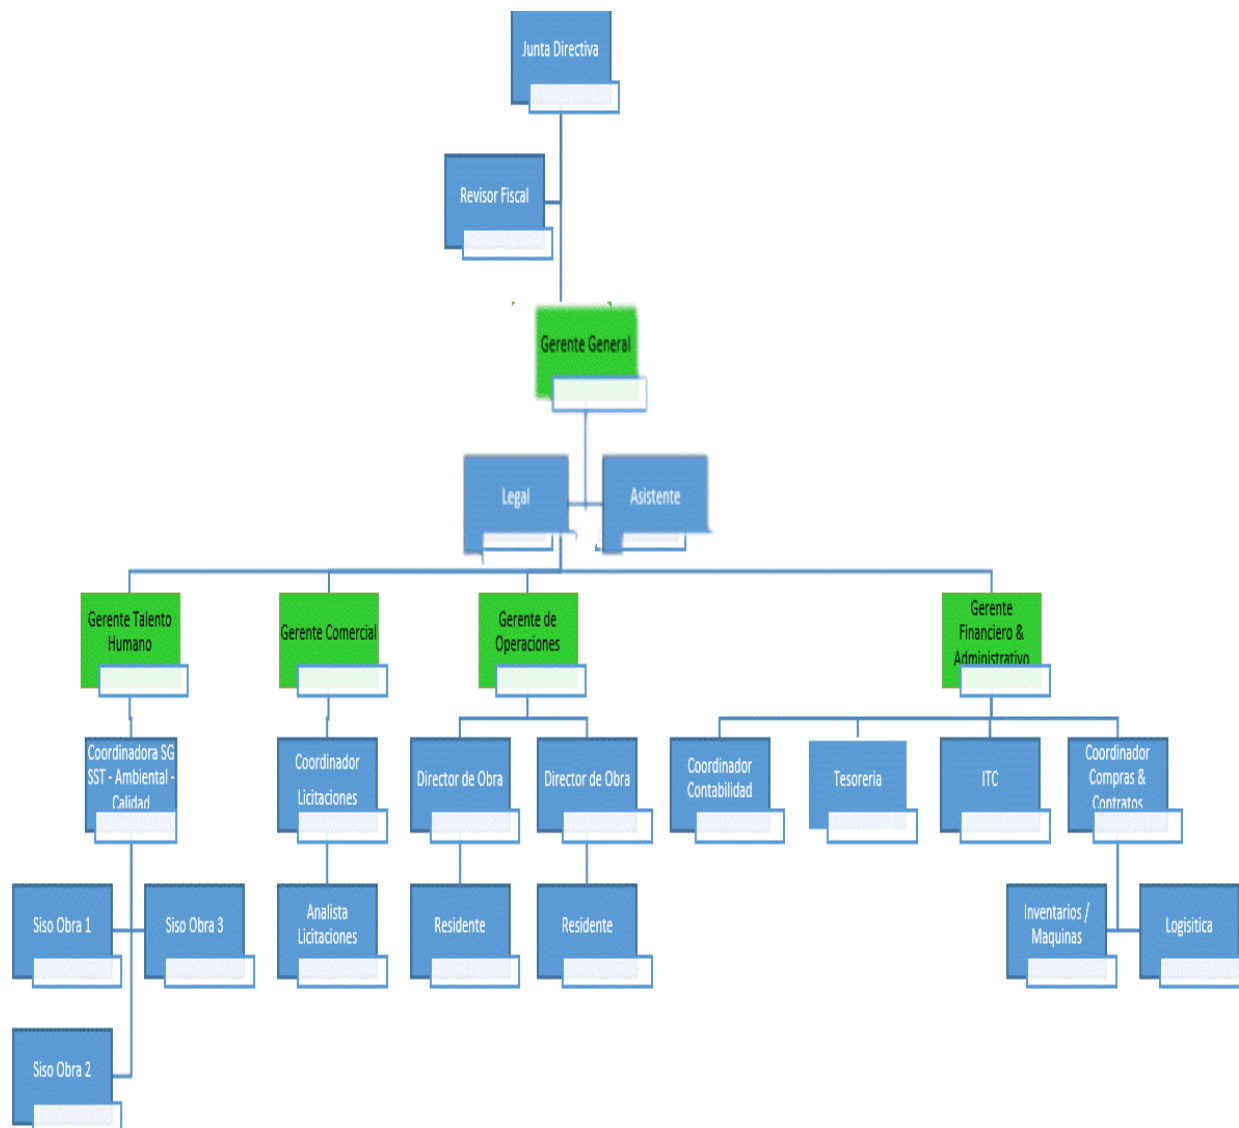 Junta Directiva
Revisor Fiscal
Gerente General
Legal
Asistente
Gerente Talento
Humano
Gerente Comercial
Gerente de
Operaciones
Gerente
Financiero &
Administrativo
Coordinadora SG
SST - Ambiental -
Calidad
Coordinador
Licitaciones
Director de Obra
Director de Obra
Coordinador
Contabilidad
Tesoreria
ITC
Coordinador
Compras &
Contratos
Siso Obra 1
Siso Obra 3
Analista
Licitaciones
Residente
Residente
Inventarios /
Maquinas
Logisitica
Siso Obra 2